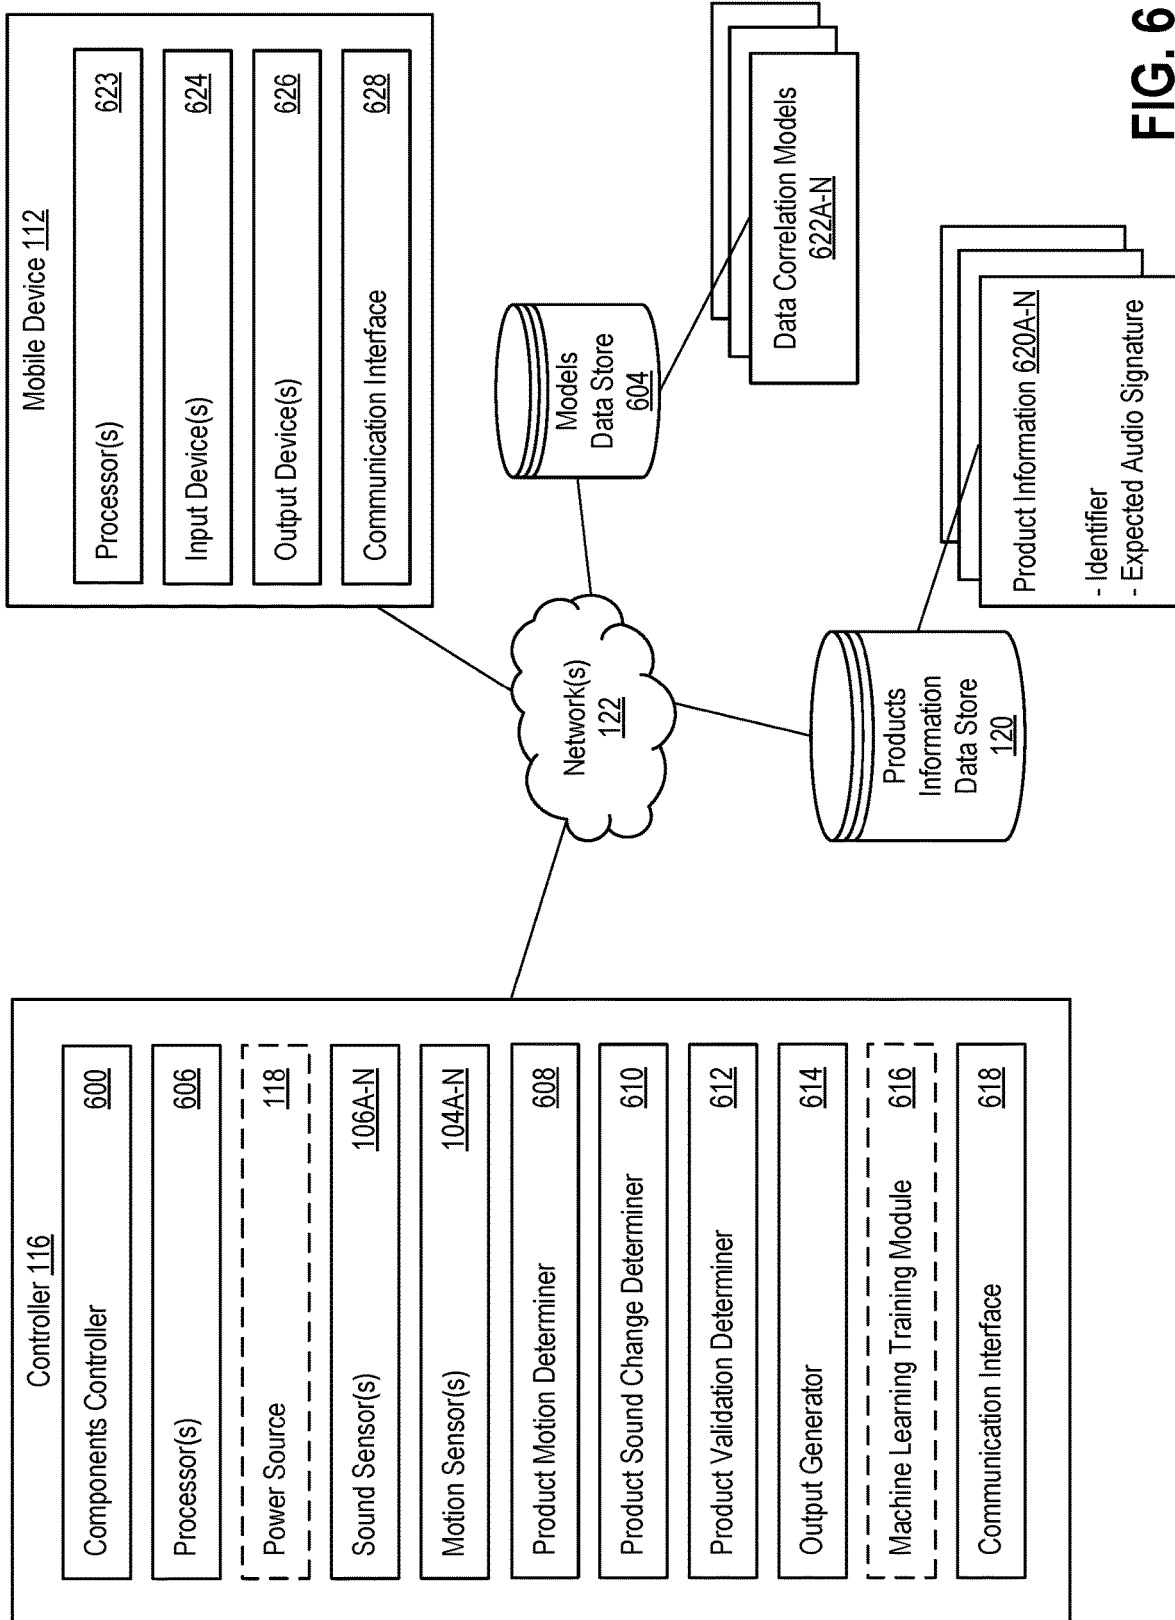 Controller 116
Components Controller 600
Processor(s) 606
Power Source 118
Sound Sensor(s) 106A-N
Motion Sensor(s) 104A-N
Product Motion Determiner 608
Product Sound Change Determiner 610
Product Validation Determiner 612
Output Generator 614
Machine Learning Training Module 616
Communication Interface 618
Mobile Device 112
Processor(s) 623
Input Device(s) 624
Output Device(s) 626
Communication Interface 628
Network(s)
122
Models
Data Store
604
Data Correlation Models
622A-N
Products
Information
Data Store
120
Product Information 620A-N
- Identifier
- Expected Audio Signature
FIG. 6